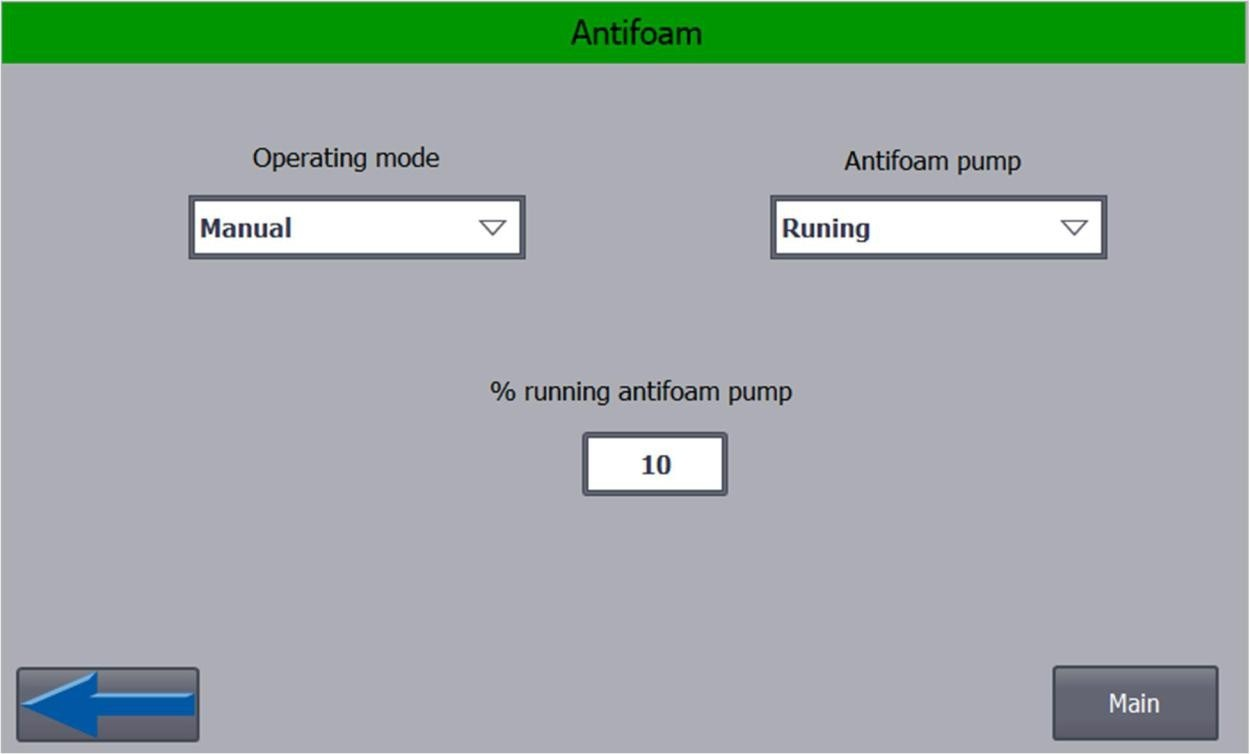 Antifoam
Operating mode
Antifoam pump
Manual
Runing
% running antifoam pump
10
Main